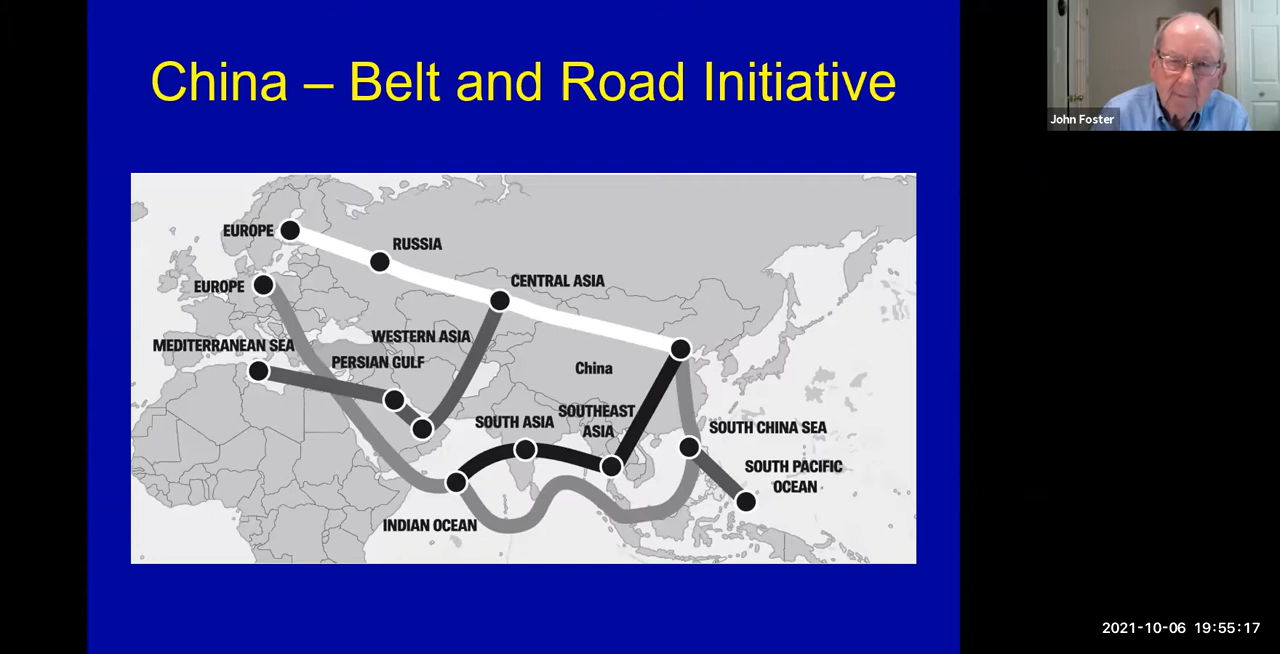 China – Belt and Road Initiative
John Foster
EUROPE
RUSSIA
EUROPE
CENTRAL ASIA
MEDITERRANEAN SEA
WESTERN ASIA
PERSIAN GULF
China
SOUTH ASIA
SOUTHEAST
ASIA
SOUTH CHINA SEA
SOUTH PACIFIC
OCEAN
INDIAN OCEAN
2021-10-06 19:55:17